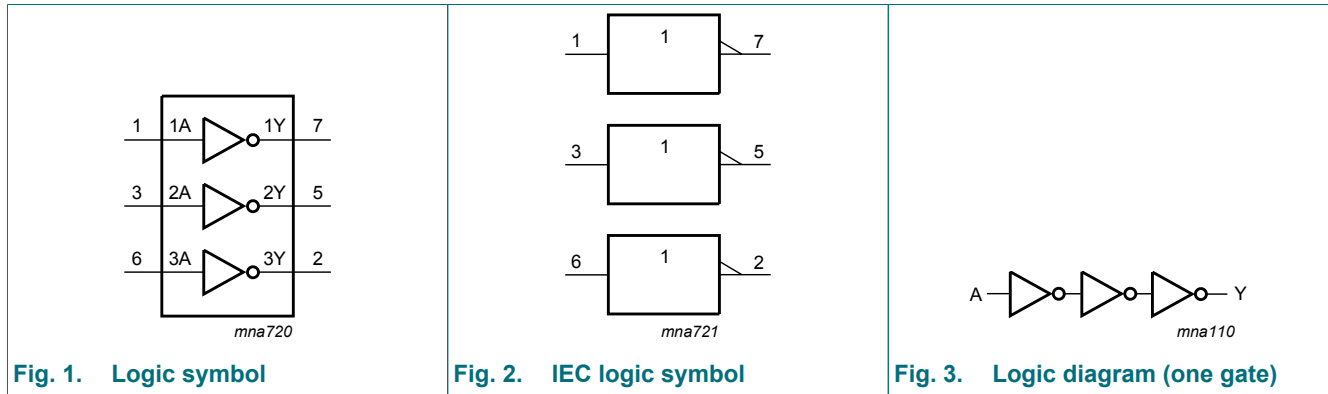 1 1A 1Y 7
3 2A 2Y 5
6 3A 3Y 2
mna720
Fig. 1. Logic symbol
1 1 7
3 1 5
6 1 2
mna721
Fig. 2. IEC logic symbol
A Y
mna110
Fig. 3. Logic diagram (one gate)